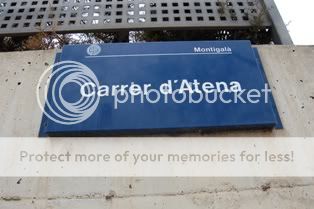 Montigalà
Carrer d'Atena
photobucket
Protect more of your memories for less!